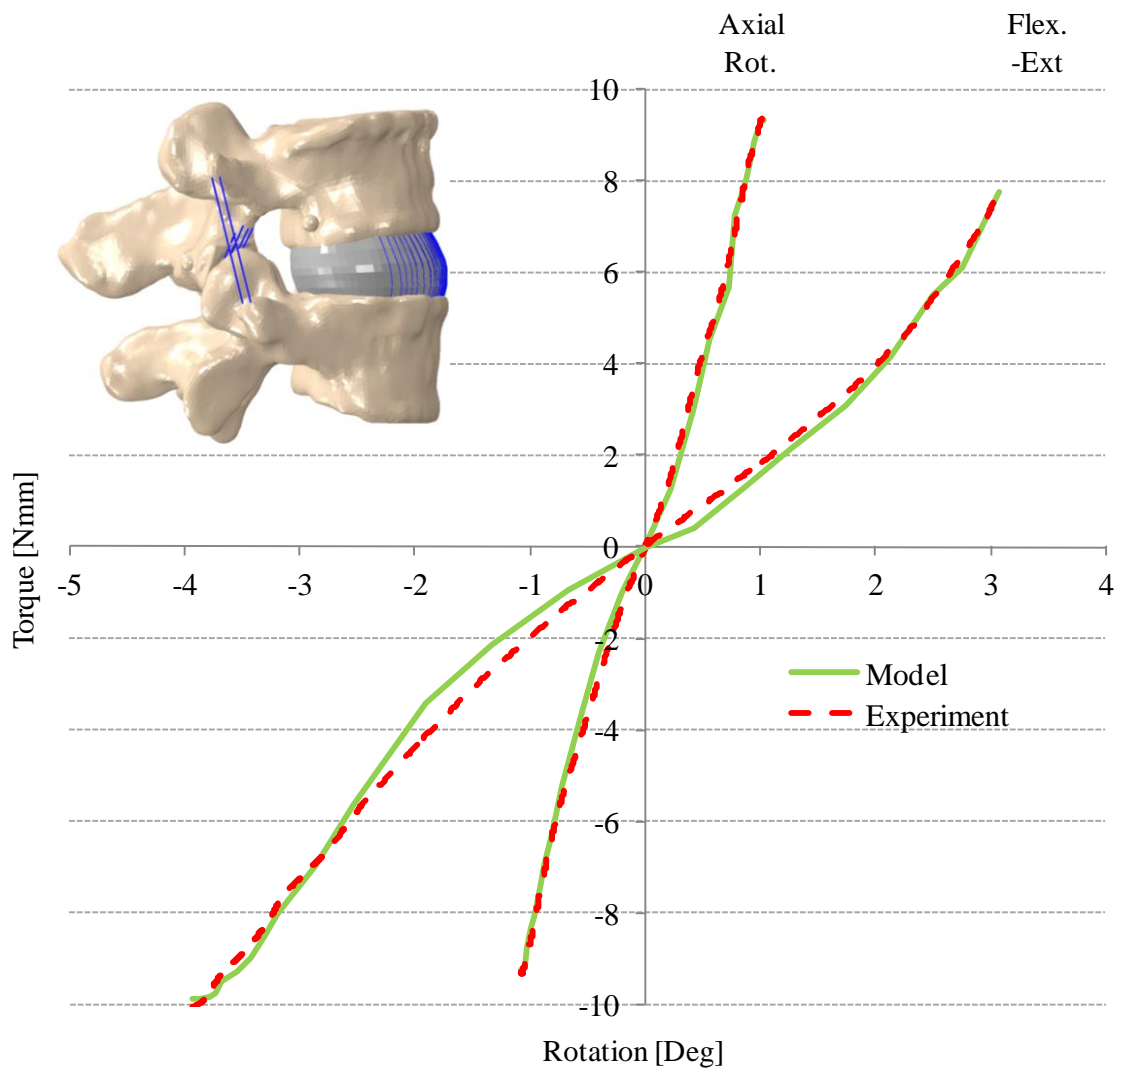 Axial
Rot.
Flex.
-Ext
10
8
6
4
2
0
-5 -4 -3 -2 -1 0 1 2 3 4
-2
-4
-6
-8
-10
Torque [Nmm]
Model
Experiment
Rotation [Deg]